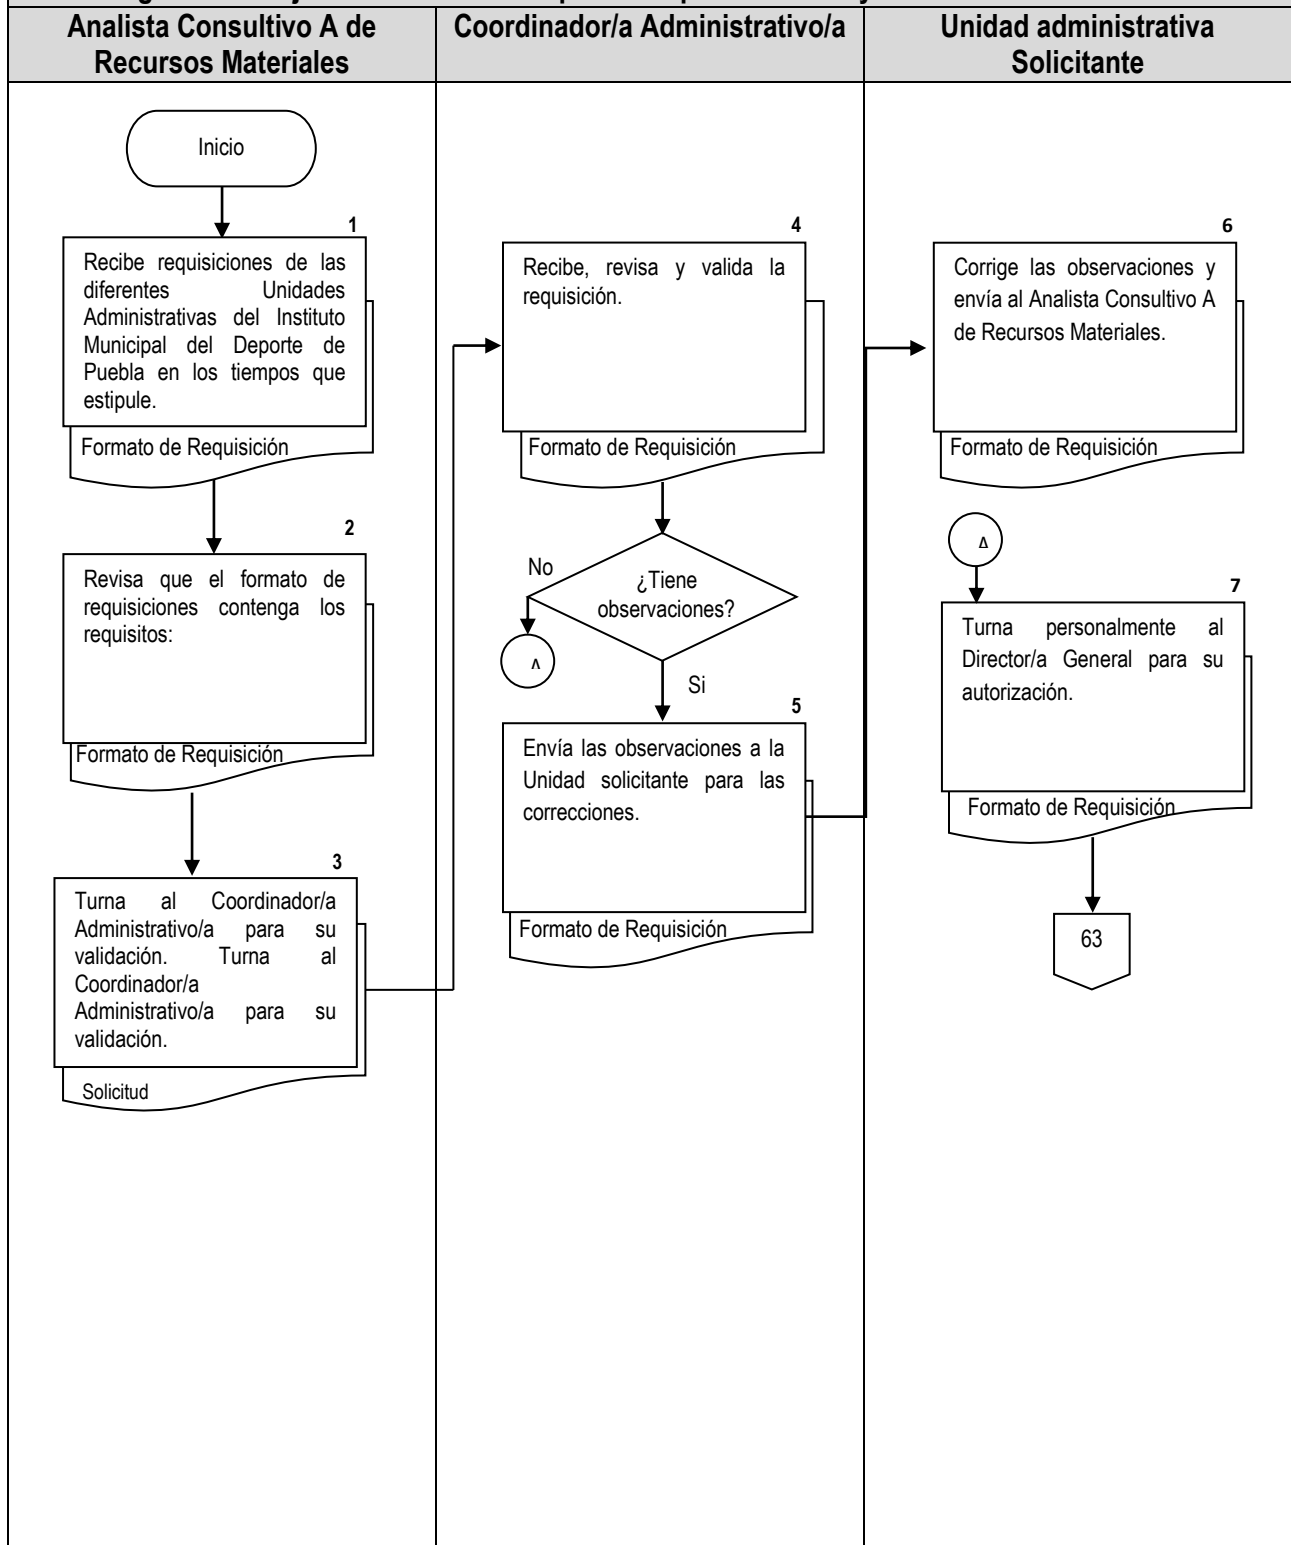 Analista Consultivo A de
Recursos Materiales
Coordinador/a Administrativo/a
Unidad administrativa
Solicitante
Inicio
1
Recibe requisiciones de las
diferentes Unidades
Administrativas del Instituto
Municipal del Deporte de
Puebla en los tiempos que
estipule.
Formato de Requisición
2
Revisa que el formato de
requisiciones contenga los
requisitos:
Formato de Requisición
3
Turna al Coordinador/a
Administrativo/a para su
validación. Turna al
Coordinador/a
Administrativo/a para su
validación.
Solicitud
4
Recibe, revisa y valida la
requisición.
Formato de Requisición
¿Tiene
observaciones?
No
A
Si
5
Envía las observaciones a la
Unidad solicitante para las
correcciones.
Formato de Requisición
6
Corrige las observaciones y
envía al Analista Consultivo A
de Recursos Materiales.
Formato de Requisición
A
7
Turna personalmente al
Director/a General para su
autorización.
Formato de Requisición
63